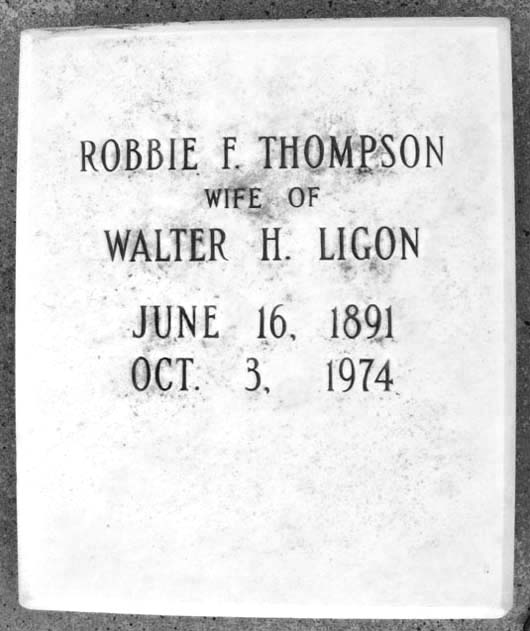 ROBBIE F. THOMPSON
WIFE OF
WALTER H. LIGON
JUNE 16, 1891
OCT. 3, 1974